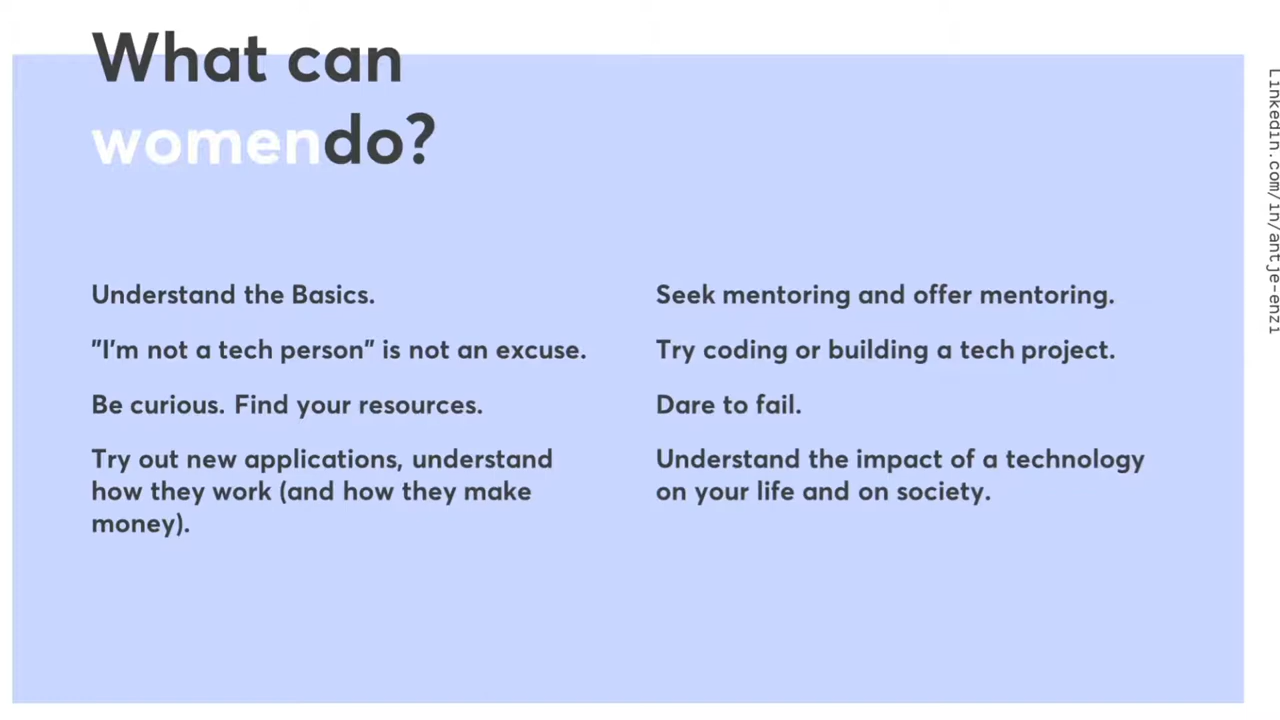 What can
womendo?
Understand the Basics.
"I'm not a tech person" is not an excuse.
Be curious. Find your resources.
Try out new applications, understand
how they work (and how they make
money).
Seek mentoring and offer mentoring.
Try coding or building a tech project.
Dare to fail.
Understand the impact of a technology
on your life and on society.
Linkedin.com/in/antje-enzi